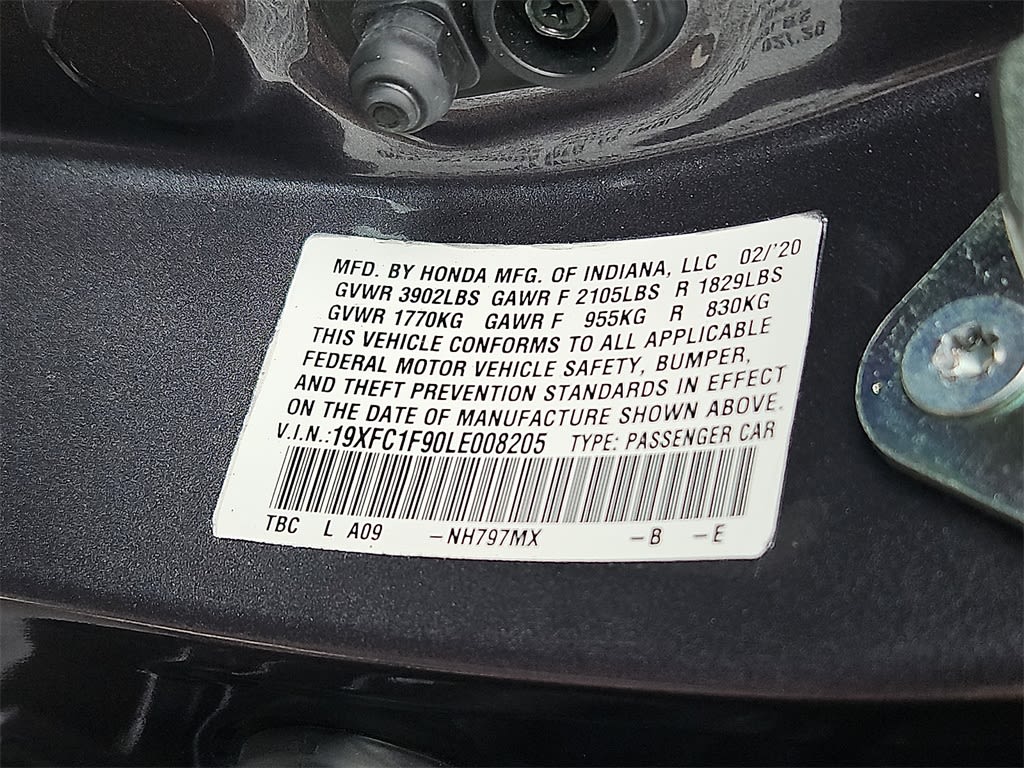 MFD. BY HONDA MFG. OF INDIANA, LLC 02/'20
GVWR 3902LBS GAWR F 2105LBS R 1829LBS
GVWR 1770KG GAWR F 955KG R 830KG
THIS VEHICLE CONFORMS TO ALL APPLICABLE
FEDERAL MOTOR VEHICLE SAFETY, BUMPER,
AND THEFT PREVENTION STANDARDS IN EFFECT
ON THE DATE OF MANUFACTURE SHOWN ABOVE.
V.I.N.:19XFC1F90LE008205 TYPE: PASSENGER CAR
TBC L A09 -NH797MX -B -E